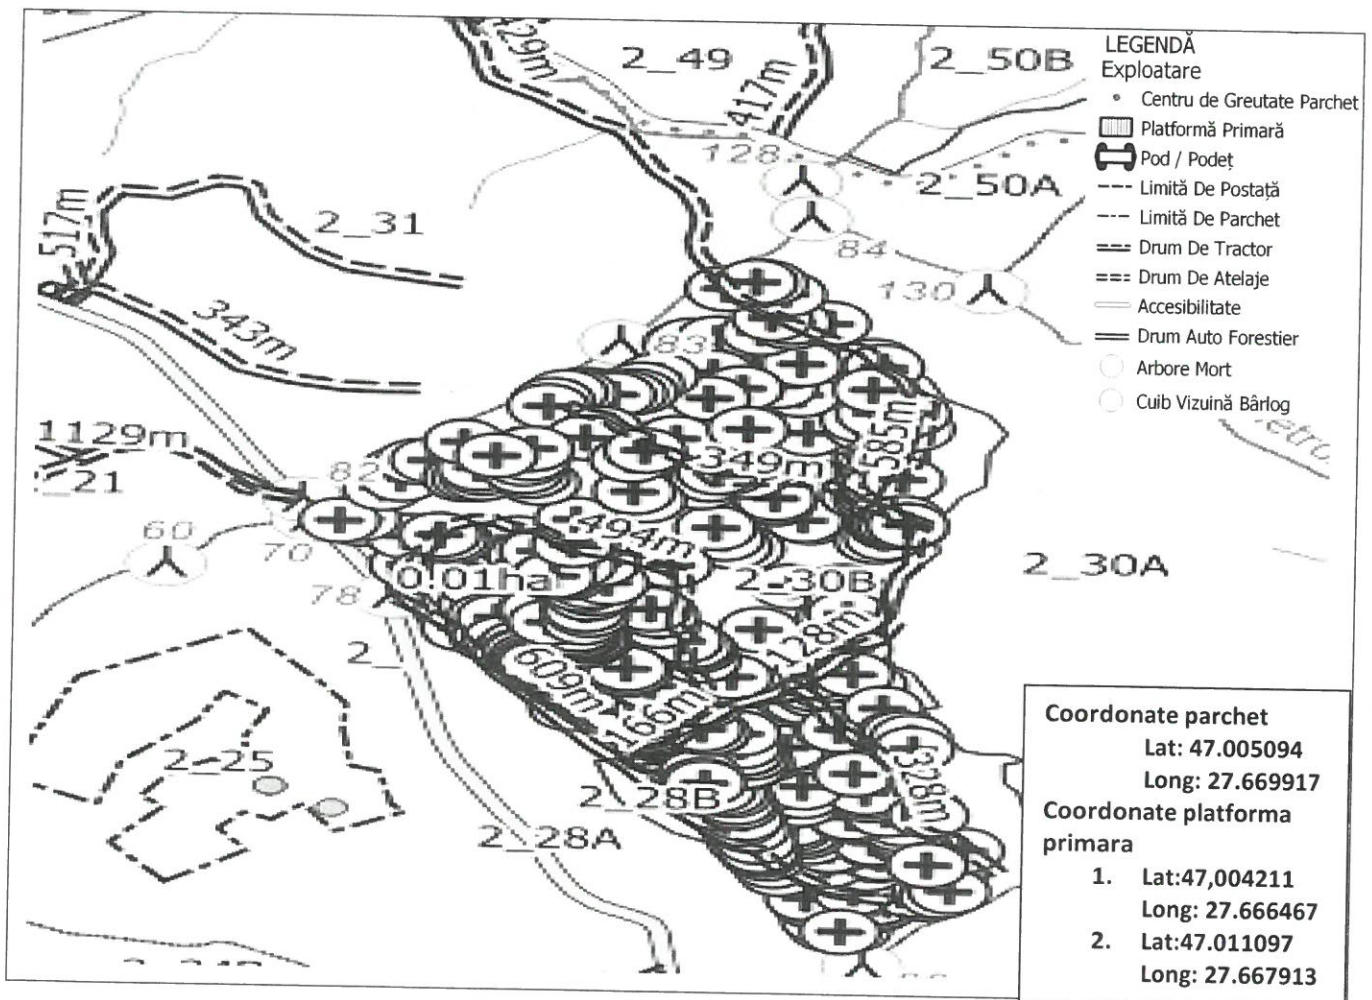 2_49
2_50B
417m
128
2_50A
84
130
517m
2_31
343m
83
1129m
82
349m
585m
60
70
494m
0.01ha
2_30B
2_30A
78
128m
609m
166m
2_
2_25
2_28B
328m
2_28A
LEGENDĂ
Exploatare
Centru de Greutate Parchet
Platformă Primară
Pod / Podeț
Limită De Postață
Limită De Parchet
Drum De Tractor
Drum De Atelaje
Accesibilitate
Drum Auto Forestier
Arbore Mort
Cuib Vizuină Bârlog
Coordonate parchet
Lat: 47.005094
Long: 27.669917
Coordonate platforma
primara
1. Lat:47,004211
Long: 27.666467
2. Lat:47.011097
Long: 27.667913